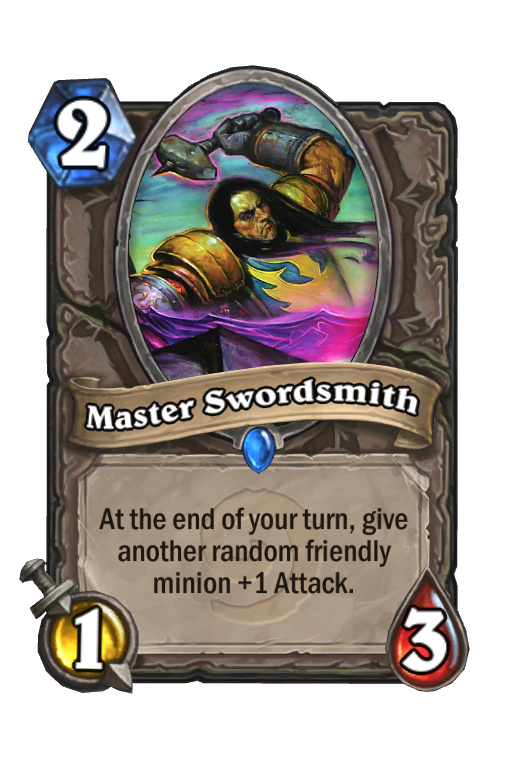 2
Master Swordsmith
At the end of your turn, give
another random friendly
minion +1 Attack.
1
3